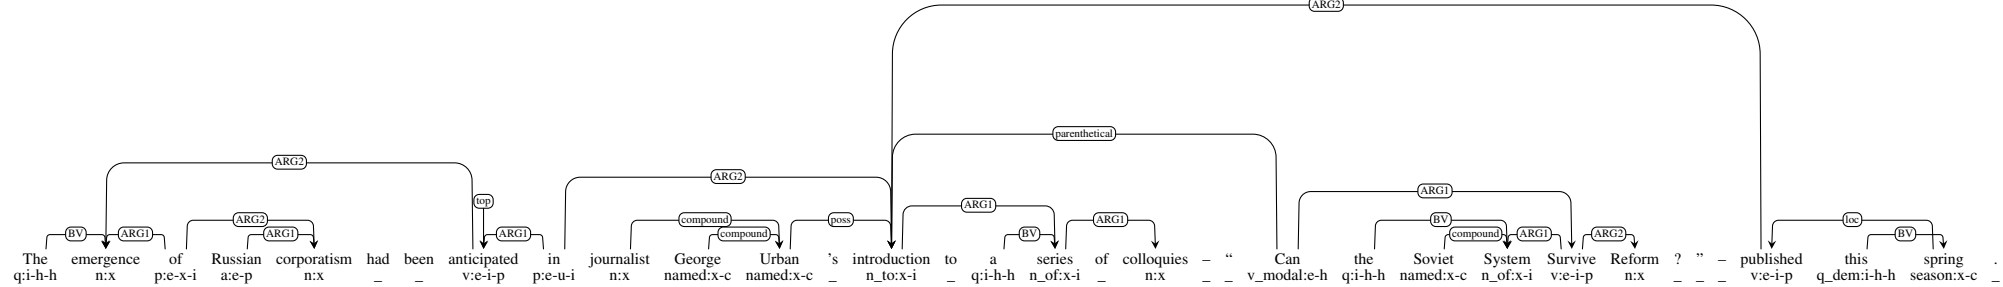 ARG2
parenthetical
ARG2
ARG2
ARG1
top
ARG1
ARG2 compound poss ARG1 BV loc
BV ARG1 ARG1 ARG1 compound BV compound ARG1 ARG2 BV
The emergence of Russian corporatism had been anticipated in journalist George Urban 's introduction to a series of colloquies – “ Can the Soviet System Survive Reform ? ” – published this spring .
q:i-h-h n:x p:e-x-i a:e-p n:x _ _ v:e-i-p p:e-u-i n:x named:x-c named:x-c _ n_to:x-i _ q:i-h-h n_of:x-i _ n:x _ _ v_modal:e-h q:i-h-h named:x-c n_of:x-i v:e-i-p n:x _ _ _ v:e-i-p q_dem:i-h-h season:x-c _